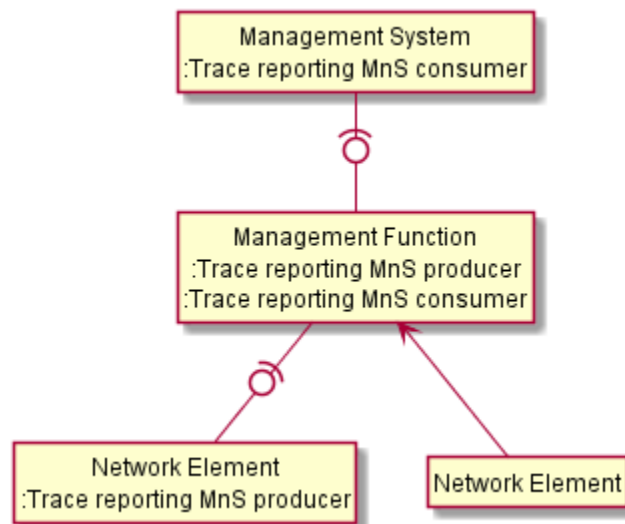 Management System
:Trace reporting MnS consumer
Management Function
:Trace reporting MnS producer
:Trace reporting MnS consumer
Network Element
:Trace reporting MnS producer
Network Element